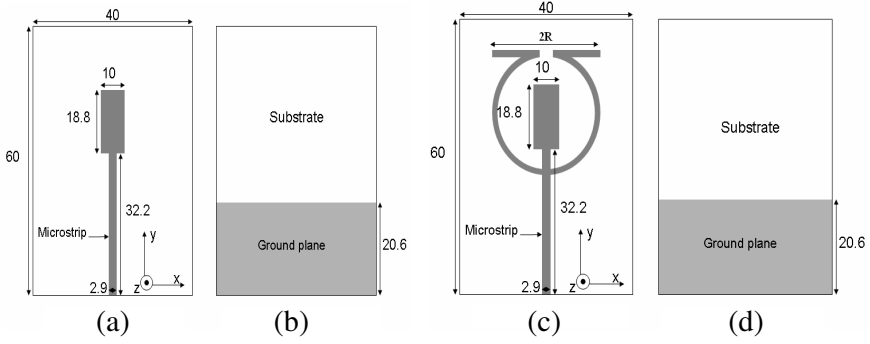 40
60
10
18.8
32.2
Microstrip
y
x
z
2.9
(a)
Substrate
Ground plane
20.6
(b)
40
2R
60
10
18.8
32.2
Microstrip
y
x
z
2.9
(c)
Substrate
Ground plane
20.6
(d)